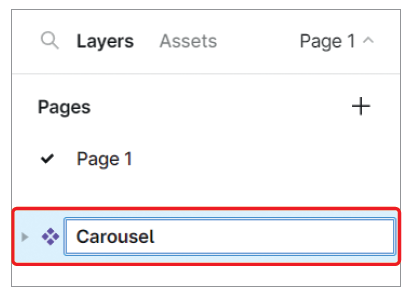 Layers Assets Page 1
Pages
Page 1
Carousel